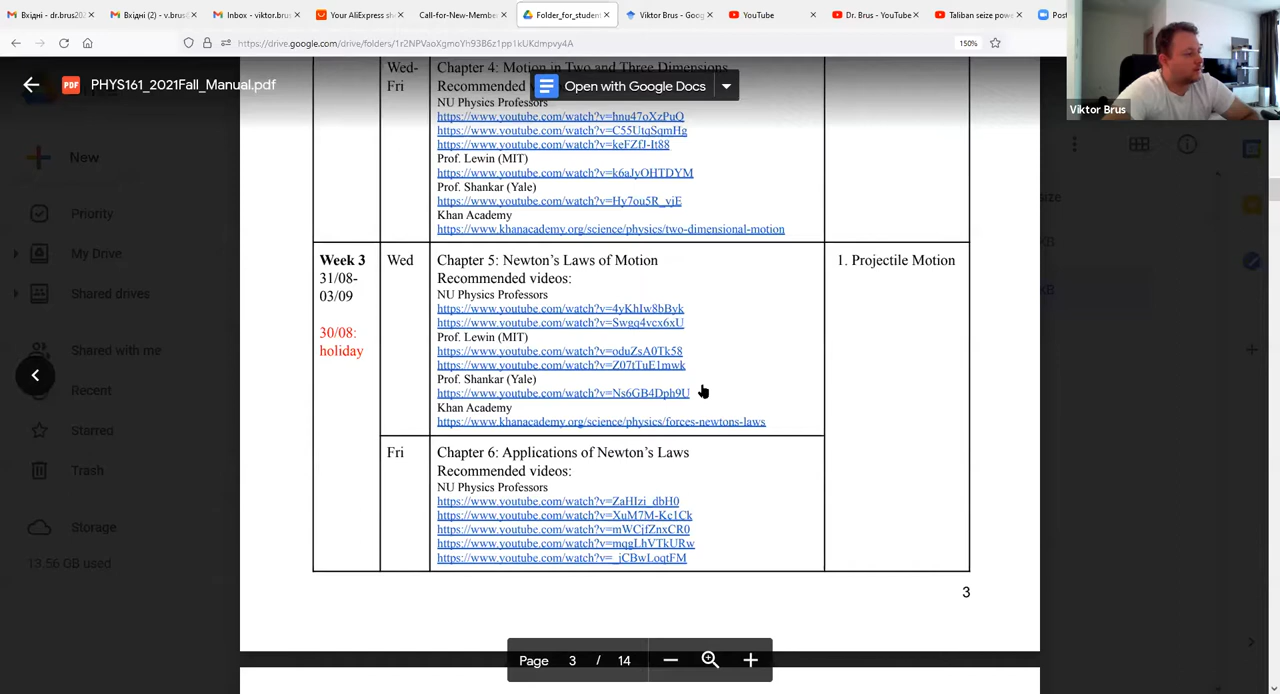 Вхідні - dr.brus202
Вхідні (2) - v.brus@
Inbox - viktor.brus
Your AliExpress sh
Call-for-New-Membe
Folder_for_student
Viktor Brus - Goog
YouTube
Dr. Brus - YouTube
Taliban seize powe
Post
https://drive.google.com/drive/folders/1r2NPVaoXgmoYh93B6z1pp1kUKdmpvy4A
150%
PDF
PHYS161_2021Fall_Manual.pdf
Open with Google Docs
Viktor Brus
New
Priority
My Drive
Shared drives
Shared with me
Recent
Starred
Trash
Storage
13.56 GB used
Wed-
Fri
Chapter 4: Motion in Two and Three Dimensions
Recommended
NU Physics Professors
https://www.youtube.com/watch?v=hnu47oXzPuQ
https://www.youtube.com/watch?v=C55UtqSqmHg
https://www.youtube.com/watch?v=keFZfJ-It88
Prof. Lewin (MIT)
https://www.youtube.com/watch?v=k6aJyOHTDYM
Prof. Shankar (Yale)
https://www.youtube.com/watch?v=Hy7ou5R_vjE
Khan Academy
https://www.khanacademy.org/science/physics/two-dimensional-motion
Week 3
31/08-
03/09
30/08:
holiday
Wed
Chapter 5: Newton's Laws of Motion
Recommended videos:
NU Physics Professors
https://www.youtube.com/watch?v=4yKhIw8bByk
https://www.youtube.com/watch?v=Swgq4vcx6xU
Prof. Lewin (MIT)
https://www.youtube.com/watch?v=oduZsA0Tk58
https://www.youtube.com/watch?v=Z07tTuE1mwk
Prof. Shankar (Yale)
https://www.youtube.com/watch?v=Ns6GB4Dph9U
Khan Academy
https://www.khanacademy.org/science/physics/forces-newtons-laws
1. Projectile Motion
Fri
Chapter 6: Applications of Newton's Laws
Recommended videos:
NU Physics Professors
https://www.youtube.com/watch?v=ZaHIzi_dbH0
https://www.youtube.com/watch?v=XuM7M-Kc1Ck
https://www.youtube.com/watch?v=mWCjfZnxCR0
https://www.youtube.com/watch?v=mqgLhVTkURw
https://www.youtube.com/watch?v=_jCBwLoqtFM
3
Page 3 / 14
size
KB
KB